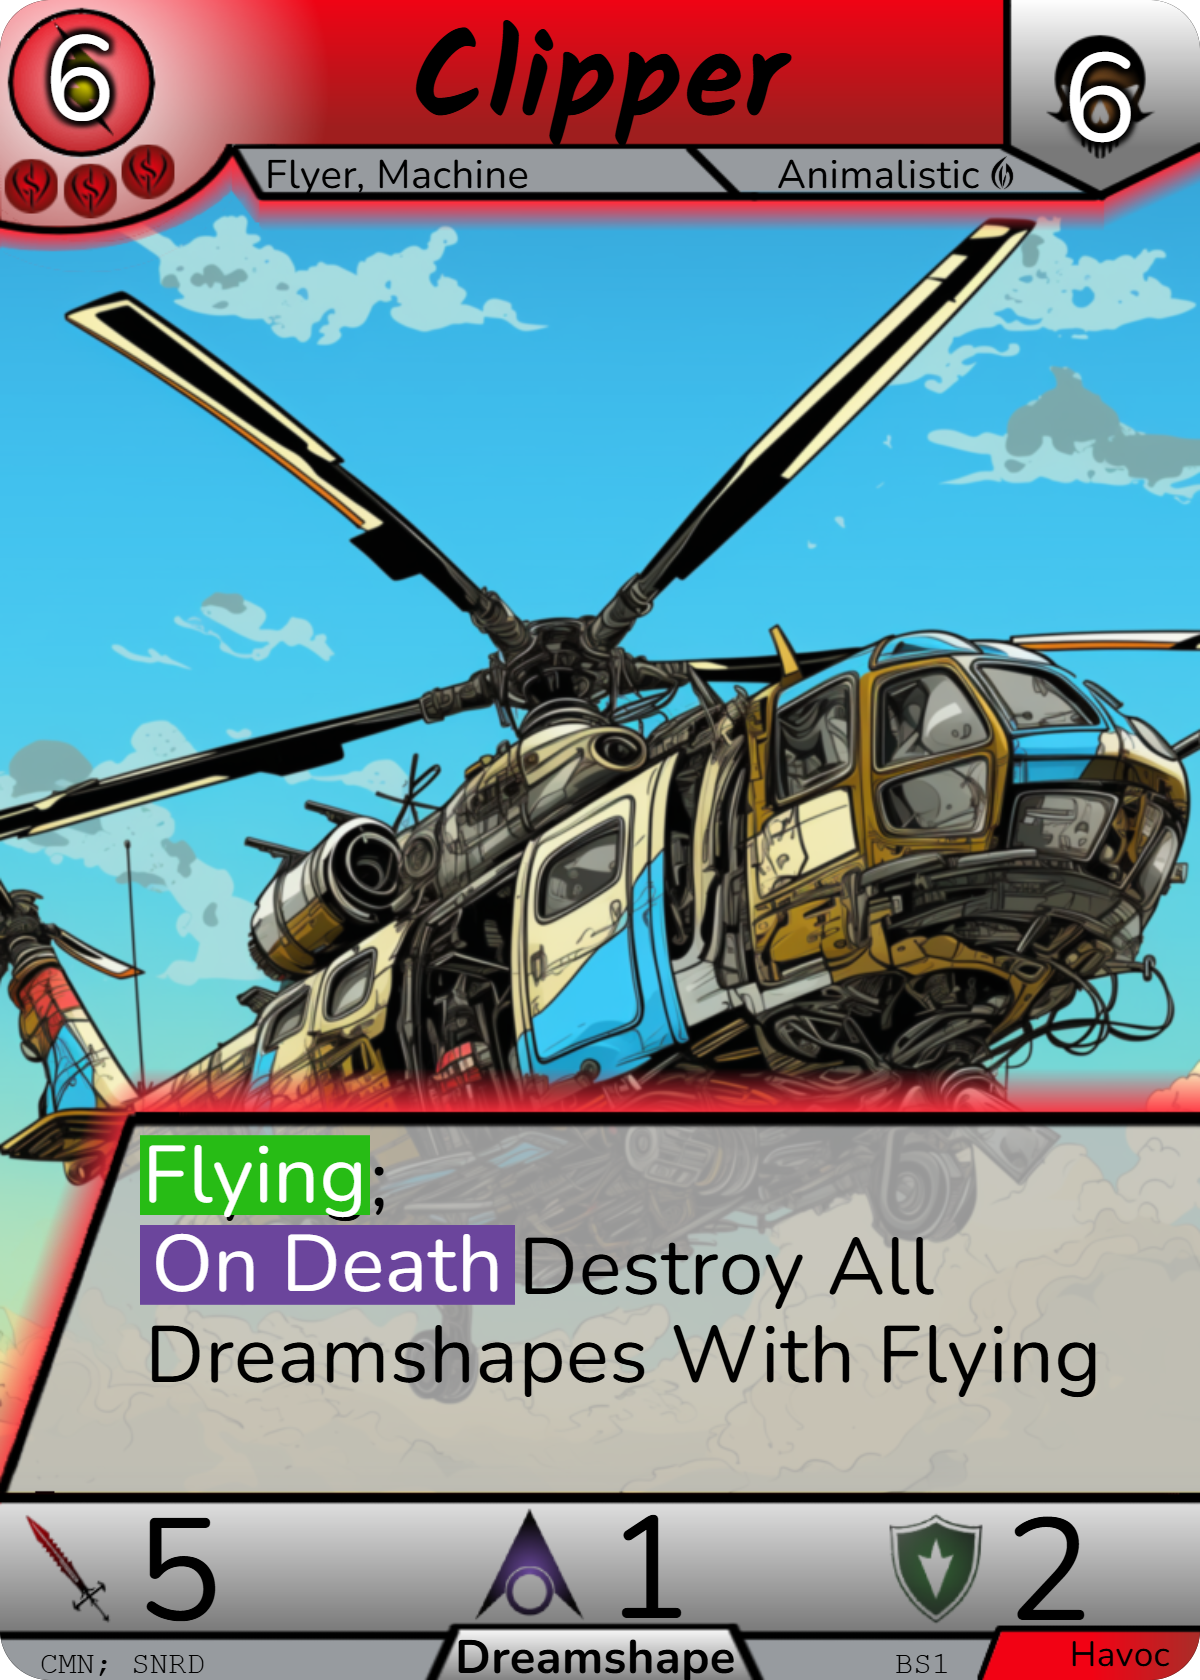 6
Clipper
6
Flyer, Machine
Animalistic
Flying;
On Death Destroy All
Dreamshapes With Flying
5
1
2
CMN; SNRD
Dreamshape
BS1
Havoc